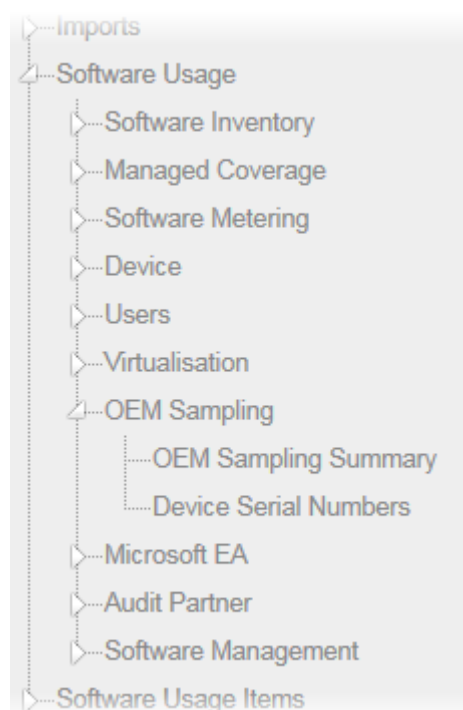 Imports
Software Usage
Software Inventory
Managed Coverage
Software Metering
Device
Users
Virtualisation
OEM Sampling
OEM Sampling Summary
Device Serial Numbers
Microsoft EA
Audit Partner
Software Management
Software Usage Items